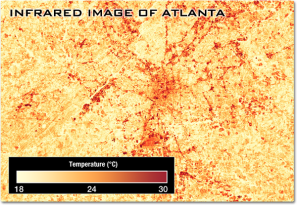 INFRARED IMAGE OF ATLANTA
Temperature (°C)
18 24 30